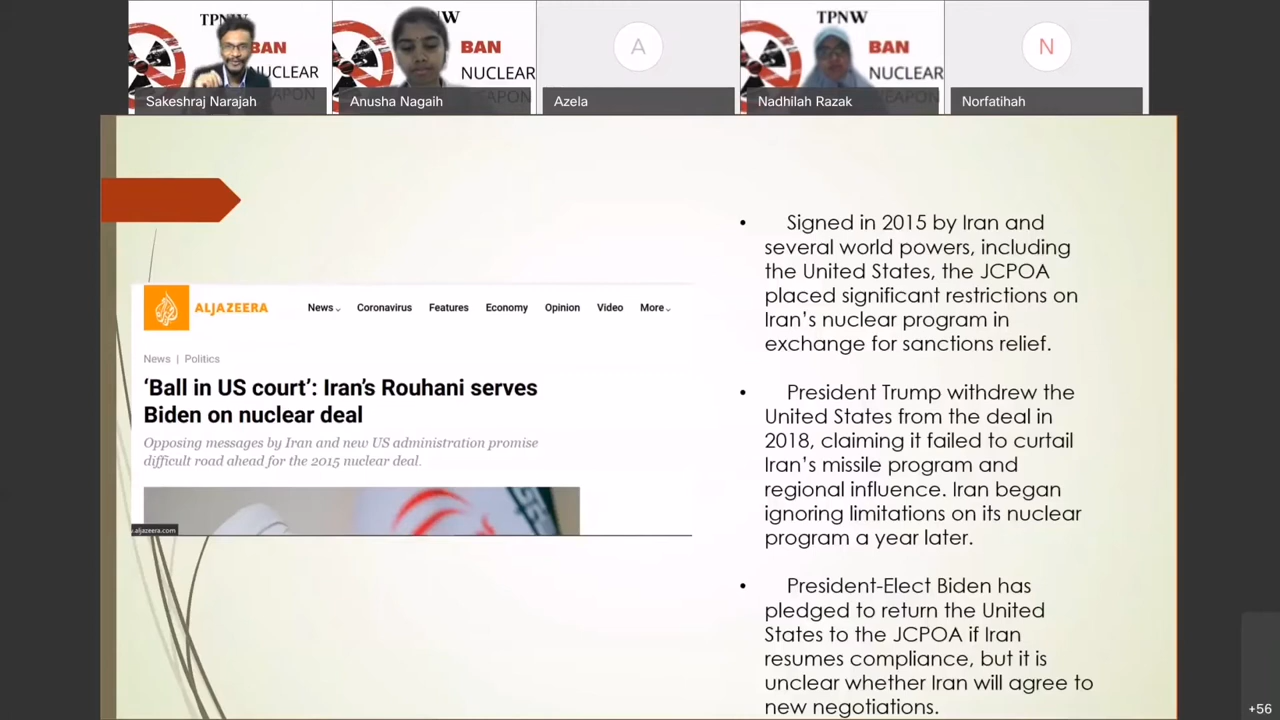 TPNW
BAN
NUCLEAR
WEAPON
Sakeshraj Narajah
BAN
NUCLEAR
Anusha Nagaih
A
Azela
TPNW
BAN
NUCLEAR
Nadhilah Razak
N
Norfatihah
ALJAZEERA
News
Coronavirus
Features
Economy
Opinion
Video
More
News | Politics
‘Ball in US court’: Iran’s Rouhani serves
Biden on nuclear deal
Opposing messages by Iran and new US administration promise
difficult road ahead for the 2015 nuclear deal.
.aljazeera.com
• Signed in 2015 by Iran and
several world powers, including
the United States, the JCPOA
placed significant restrictions on
Iran’s nuclear program in
exchange for sanctions relief.
• President Trump withdrew the
United States from the deal in
2018, claiming it failed to curtail
Iran’s missile program and
regional influence. Iran began
ignoring limitations on its nuclear
program a year later.
• President-Elect Biden has
pledged to return the United
States to the JCPOA if Iran
resumes compliance, but it is
unclear whether Iran will agree to
new negotiations.
+56